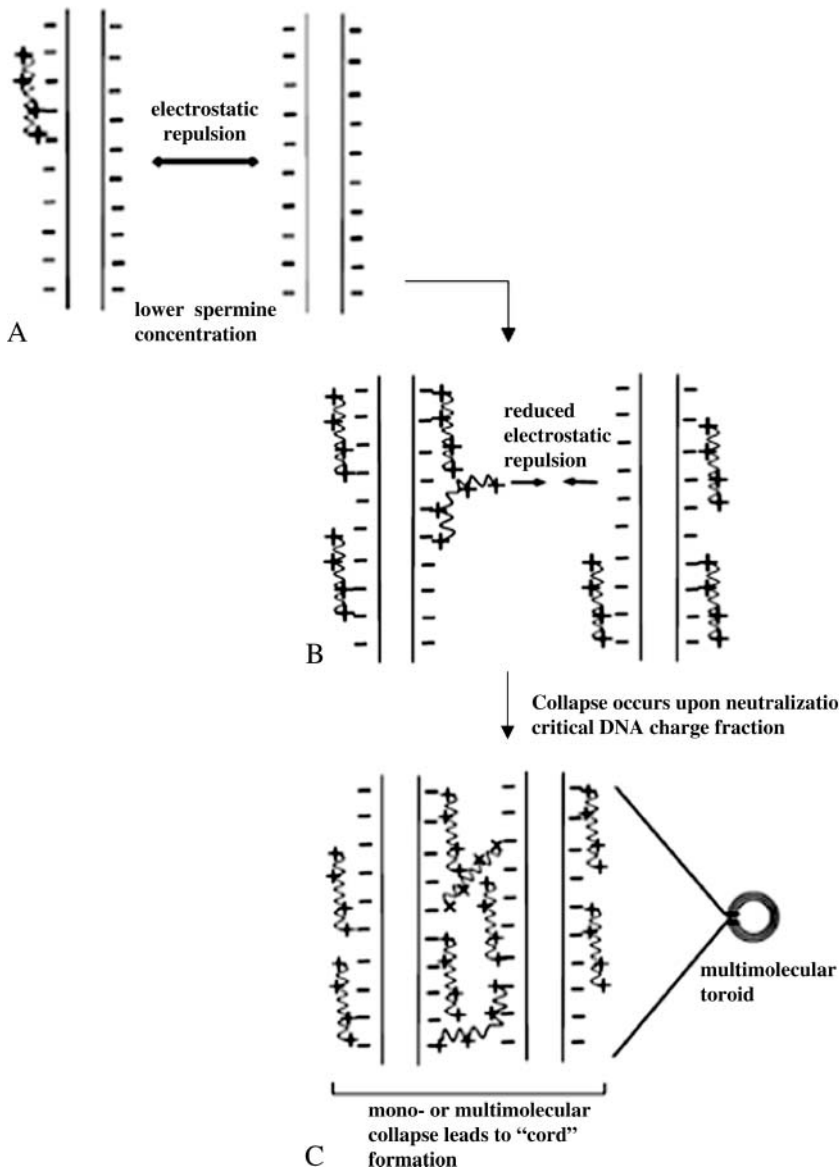 electrostatic
repulsion
lower spermine
concentration
A
reduced
electrostatic
repulsion
B
Collapse occurs upon neutralizatio
critical DNA charge fraction
multimolecular
toroid
mono- or multimolecular
collapse leads to “cord”
formation
C